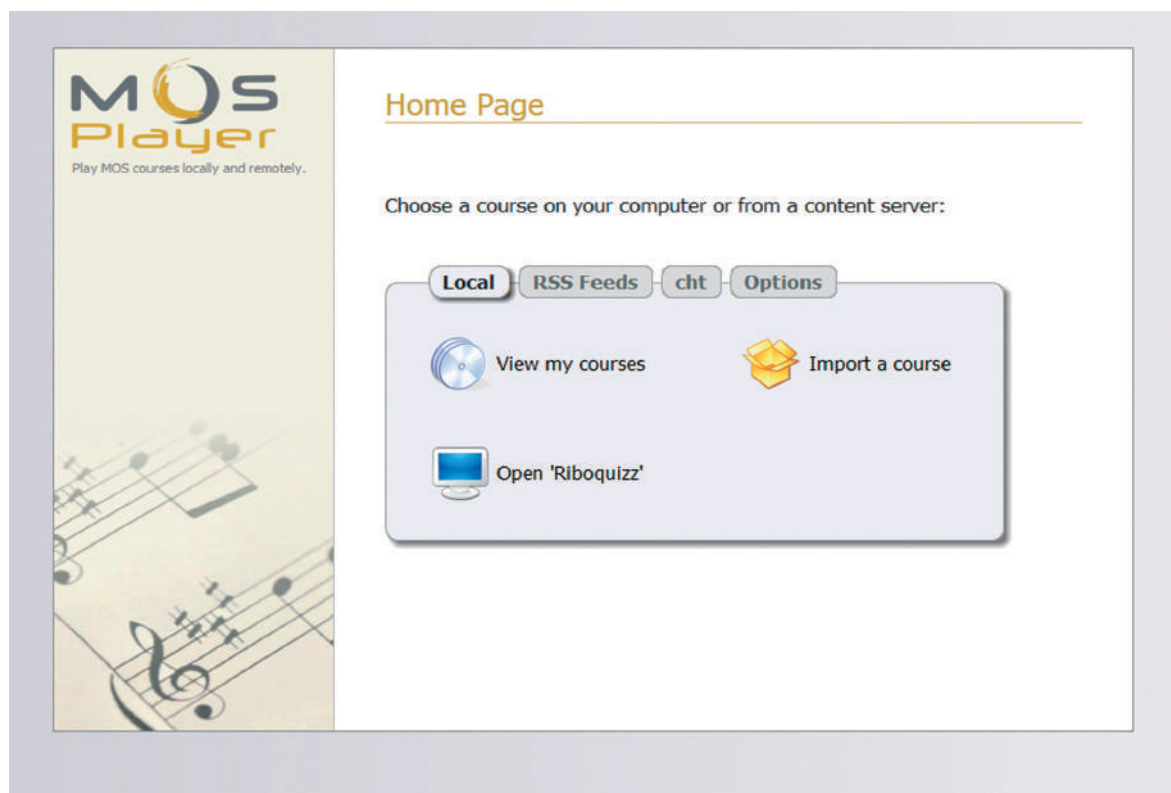 MOS
Player
Play MOS courses locally and remotely.
Home Page
Choose a course on your computer or from a content server:
Local RSS Feeds cht Options
View my courses Import a course
Open 'Riboquizz'